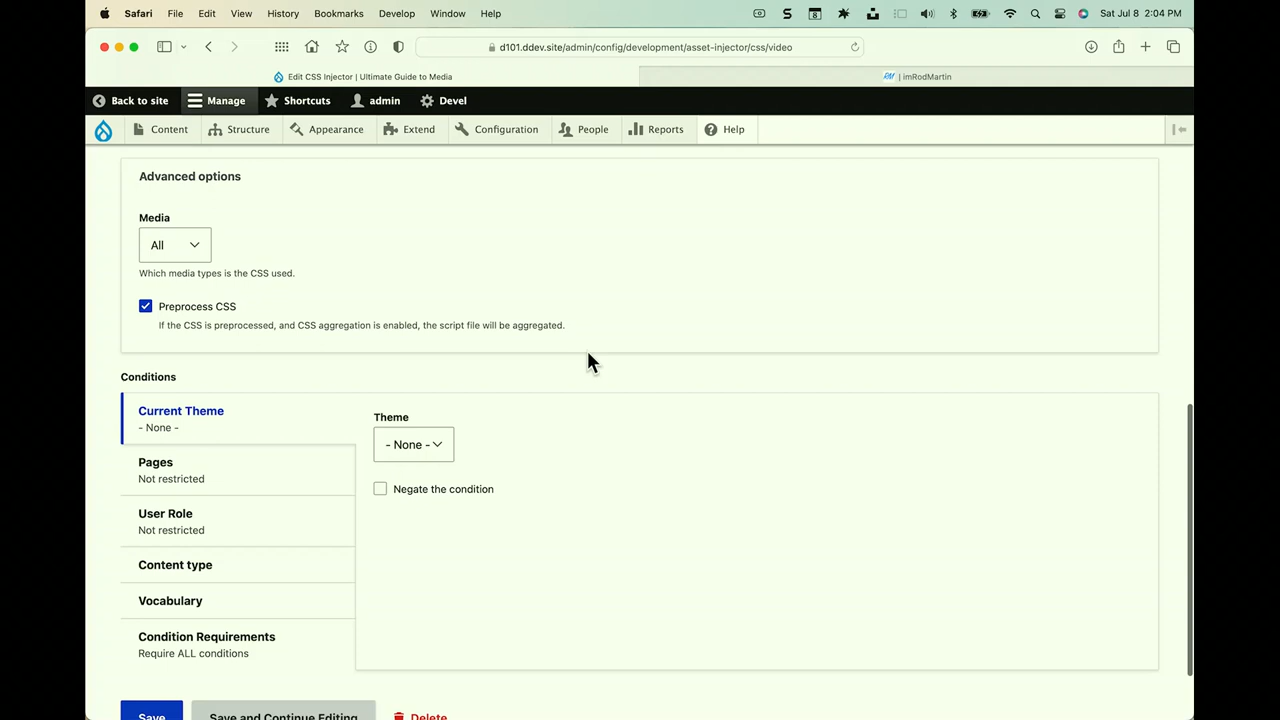 Safari File Edit View History Bookmarks Develop Window Help
8
Sat Jul 8 2:04 PM
d101.ddev.site/admin/config/development/asset-injector/css/video
Edit CSS Injector | Ultimate Guide to Media
RM | imRodMartin
Back to site Manage Shortcuts admin Devel
Content Structure Appearance Extend Configuration People Reports Help
Advanced options
Media
All
Which media types is the CSS used.
Preprocess CSS
If the CSS is preprocessed, and CSS aggregation is enabled, the script file will be aggregated.
Conditions
Current Theme
- None -
Pages
Not restricted
User Role
Not restricted
Content type
Vocabulary
Condition Requirements
Require ALL conditions
Theme
- None -
Negate the condition
Save
Save and Continue Editing
Delete